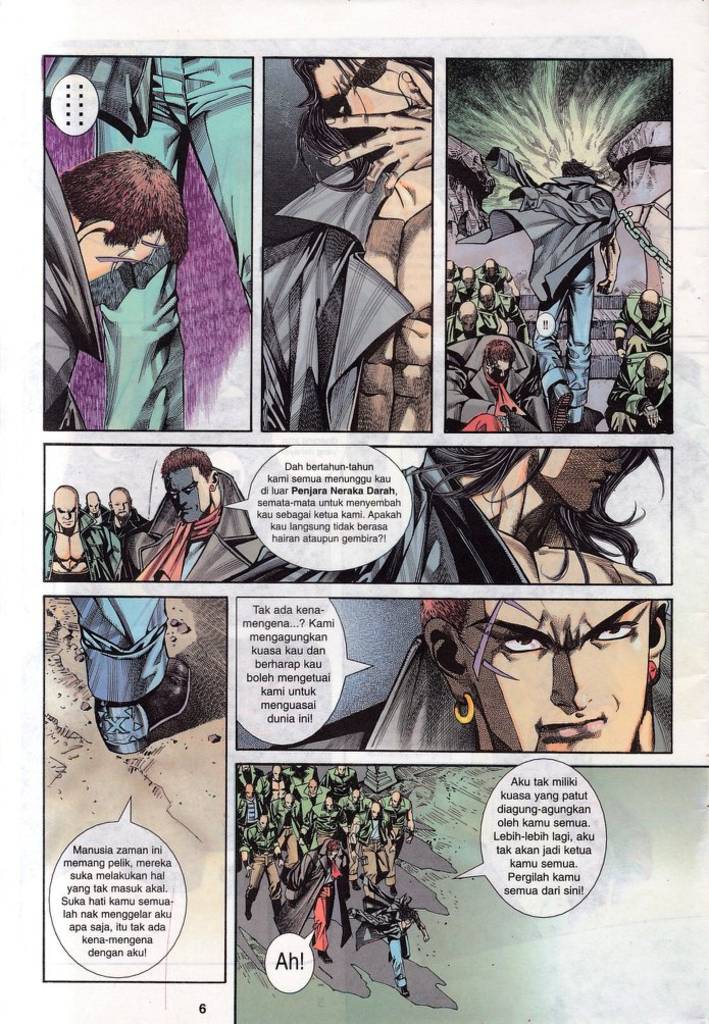 !!
Dah bertahun-tahun
kami semua menunggu kau
di luar Penjara Neraka Darah,
semata-mata untuk menyembah
kau sebagai ketua kami. Apakah
kau langsung tidak berasa
hairan ataupun gembira?!
Tak ada kena-
mengena...? Kami
mengagungkan
kuasa kau dan
berharap kau
boleh mengetuai
kami untuk
menguasai
dunia ini!
Manusia zaman ini
memang pelik, mereka
suka melakukan hal
yang tak masuk akal.
Suka hati kamu semua-
lah nak menggelar aku
apa saja, itu tak ada
kena-mengena
dengan aku!
Aku tak miliki
kuasa yang patut
diagung-agungkan
oleh kamu semua.
Lebih-lebih lagi, aku
tak akan jadi ketua
kamu semua.
Pergilah kamu
semua dari sini!
Ah!
6